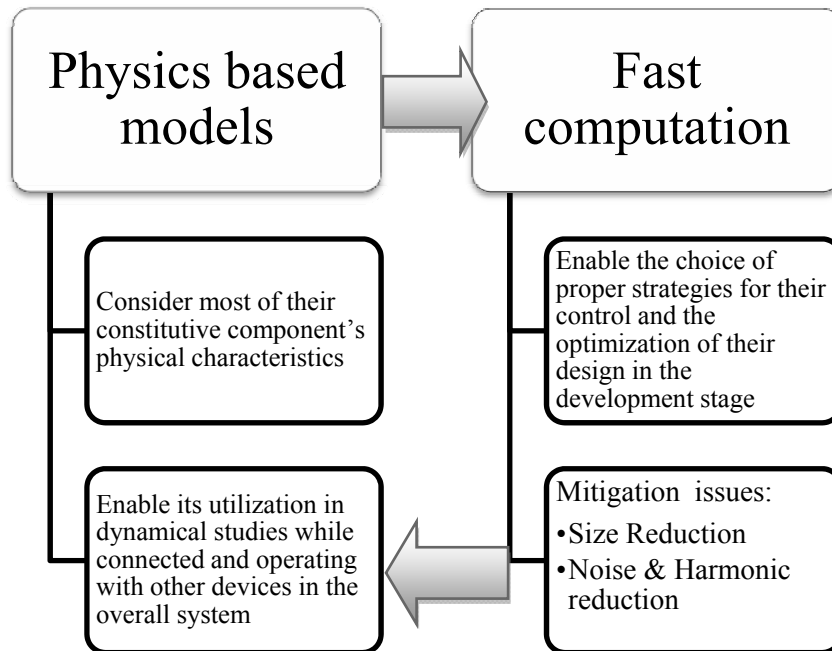 Physics based
models
Fast
computation
Consider most of their
constitutive component's
physical characteristics
Enable its utilization in
dynamical studies while
connected and operating
with other devices in the
overall system
Enable the choice of
proper strategies for their
control and the
optimization of their
design in the
development stage
Mitigation issues:
•Size Reduction
•Noise & Harmonic
reduction